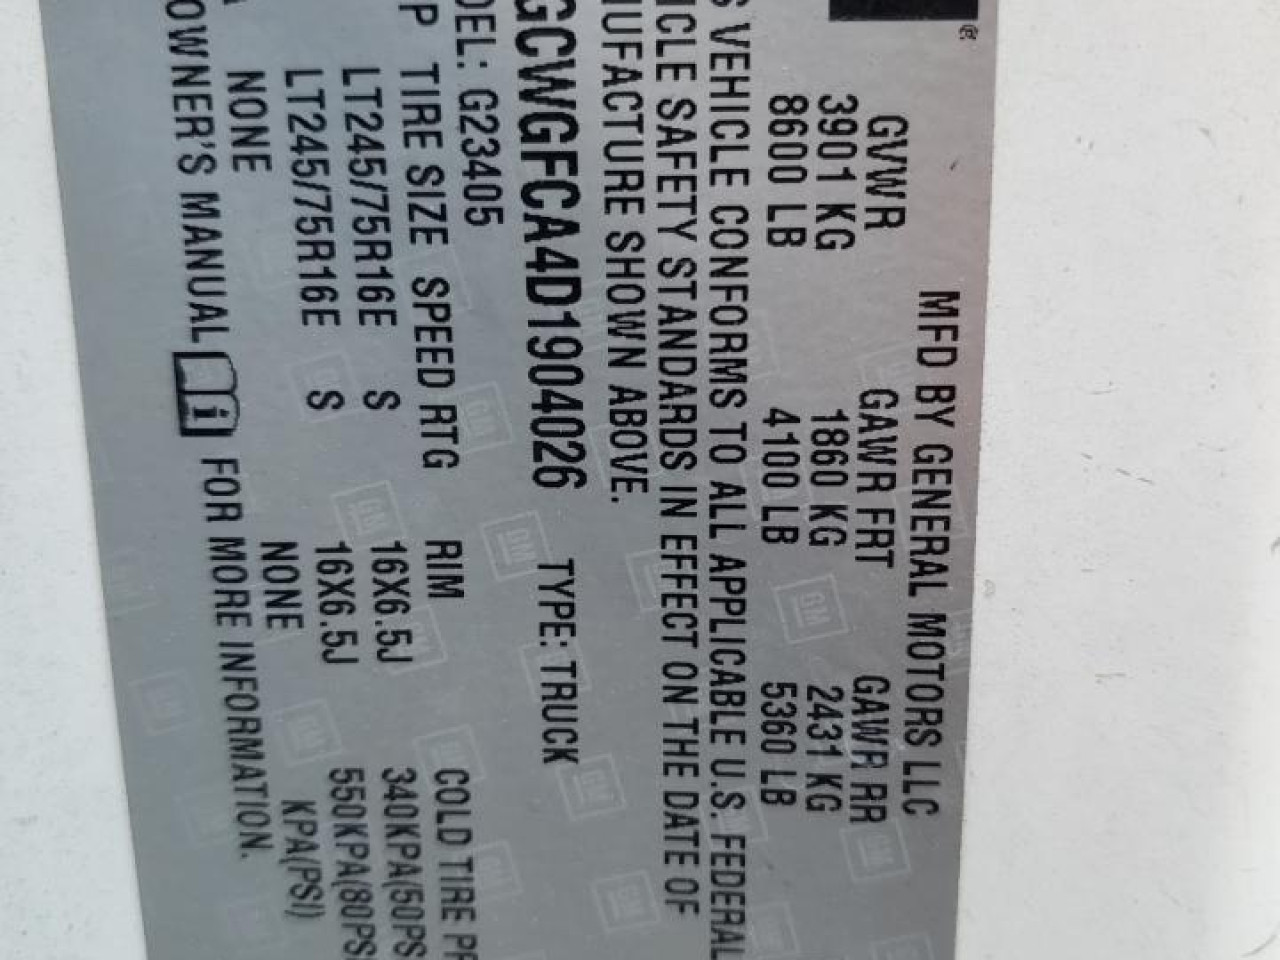 ®
MFD BY GENERAL MOTORS LLC
GVWR GAWR FRT GAWR RR
3901 KG 1860 KG 2431 KG
8600 LB 4100 LB 5360 LB
S VEHICLE CONFORMS TO ALL APPLICABLE U.S. FEDERAL
ICLE SAFETY STANDARDS IN EFFECT ON THE DATE OF
UFACTURE SHOWN ABOVE.
GCWGFCA4D1904026 TYPE: TRUCK
DEL: G23405
P TIRE SIZE SPEED RTG RIM COLD TIRE PR
LT245/75R16E S 16X6.5J 340KPA(50PS
LT245/75R16E S 16X6.5J 550KPA(80PS
NONE NONE KPA(PSI)
OWNER'S MANUAL i FOR MORE INFORMATION.